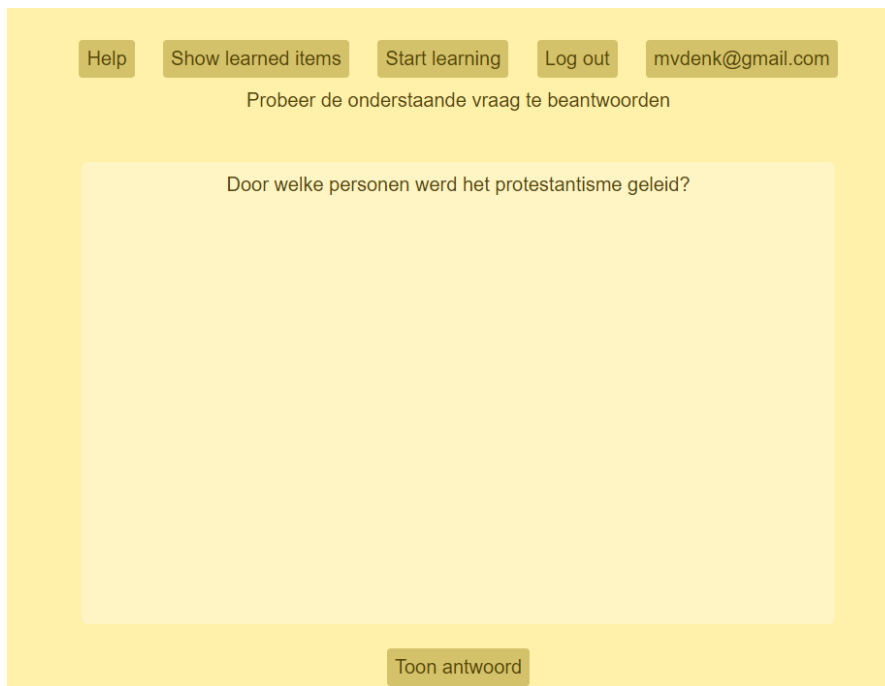 Help Show learned items Start learning Log out mvdenk@gmail.com
Probeer de onderstaande vraag te beantwoorden
Door welke personen werd het protestantisme geleid?
Toon antwoord